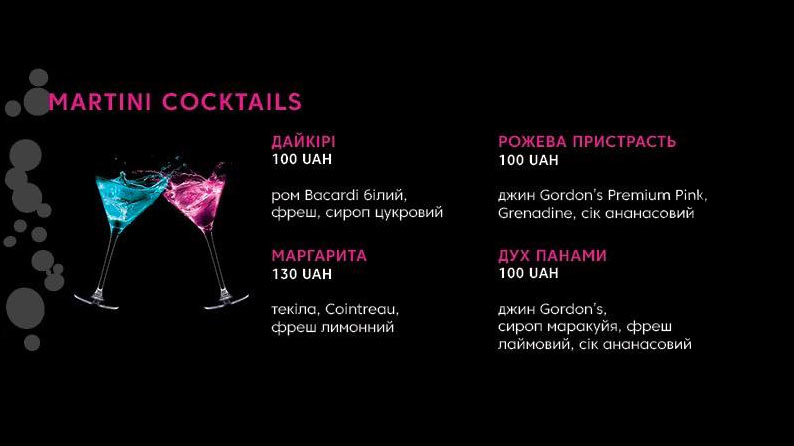 MARTINI COCKTAILS
ДАЙКІРІ
100 UAH
ром Bacardi білий,
фреш, сироп цукровий
МАРГАРИТА
130 UAH
текіла, Cointreau,
фреш лимонний
РОЖЕВА ПРИСТРАСТЬ
100 UAH
джин Gordon's Premium Pink,
Grenadine, сік ананасовий
ДУХ ПАНАМИ
100 UAH
джин Gordon's,
сироп маракуйя, фреш
лаймовий, сік ананасовий